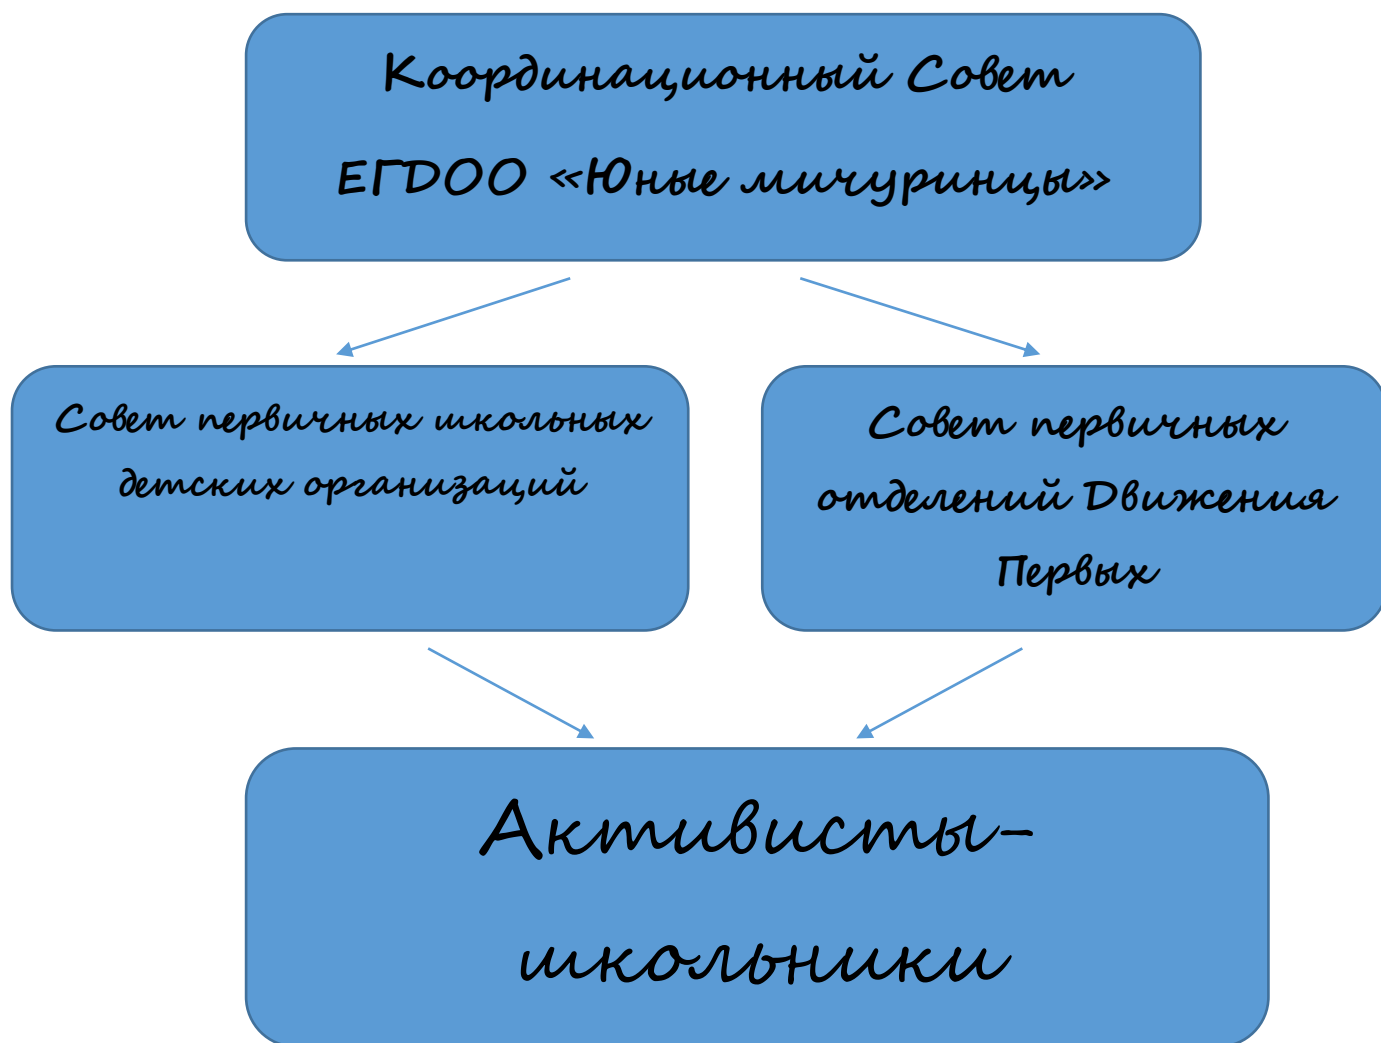 Координационный Совет
ЕГДОО «Юные мичуринцы»
Совет первичных школьных
детских организаций
Совет первичных
отделений Движения
Первых
Активисты-
школьники